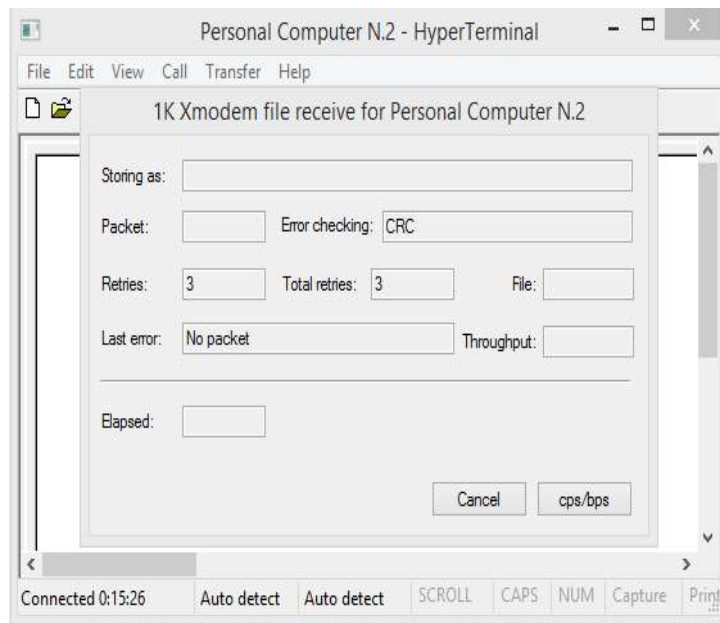 Personal Computer N.2 - HyperTerminal
File Edit View Call Transfer Help
1K Xmodem file receive for Personal Computer N.2
Storing as:
Packet: Error checking: CRC
Retries: 3 Total retries: 3 File:
Last error: No packet Throughput:
Elapsed:
Cancel cps/bps
Connected 0:15:26 Auto detect Auto detect SCROLL CAPS NUM Capture Print